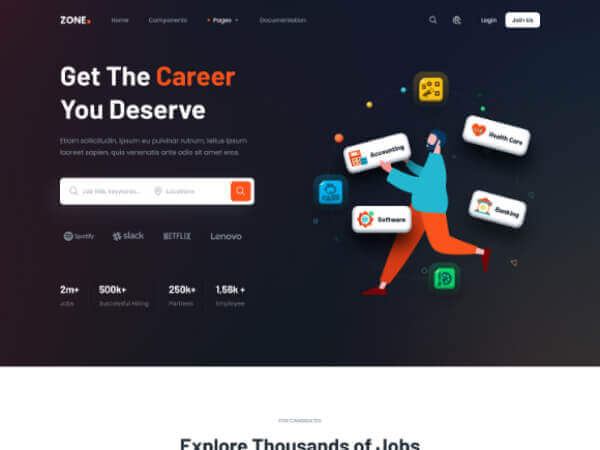 ZONE. Home Components Pages Documentation Login Join Us
Get The Career
You Deserve
Etiam sollicitudin, ipsum eu pulvinar rutrum, tellus ipsum
laoreet sapien, quis venenatis ante odio sit amet eros.
Job title, keywords... Locations
Spotify slack NETFLIX Lenovo
2m+ 500k+ 250k+ 1,56k +
Jobs Successful Hiring Partners Employee
Health Care
Accounting
Banking
Software
FOR CANDIDATES
Explore Thousands of Jobs